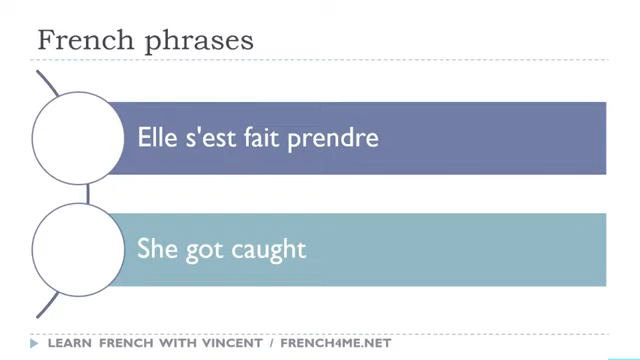 French phrases
Elle s'est fait prendre
She got caught
LEARN FRENCH WITH VINCENT / FRENCH4ME.NET